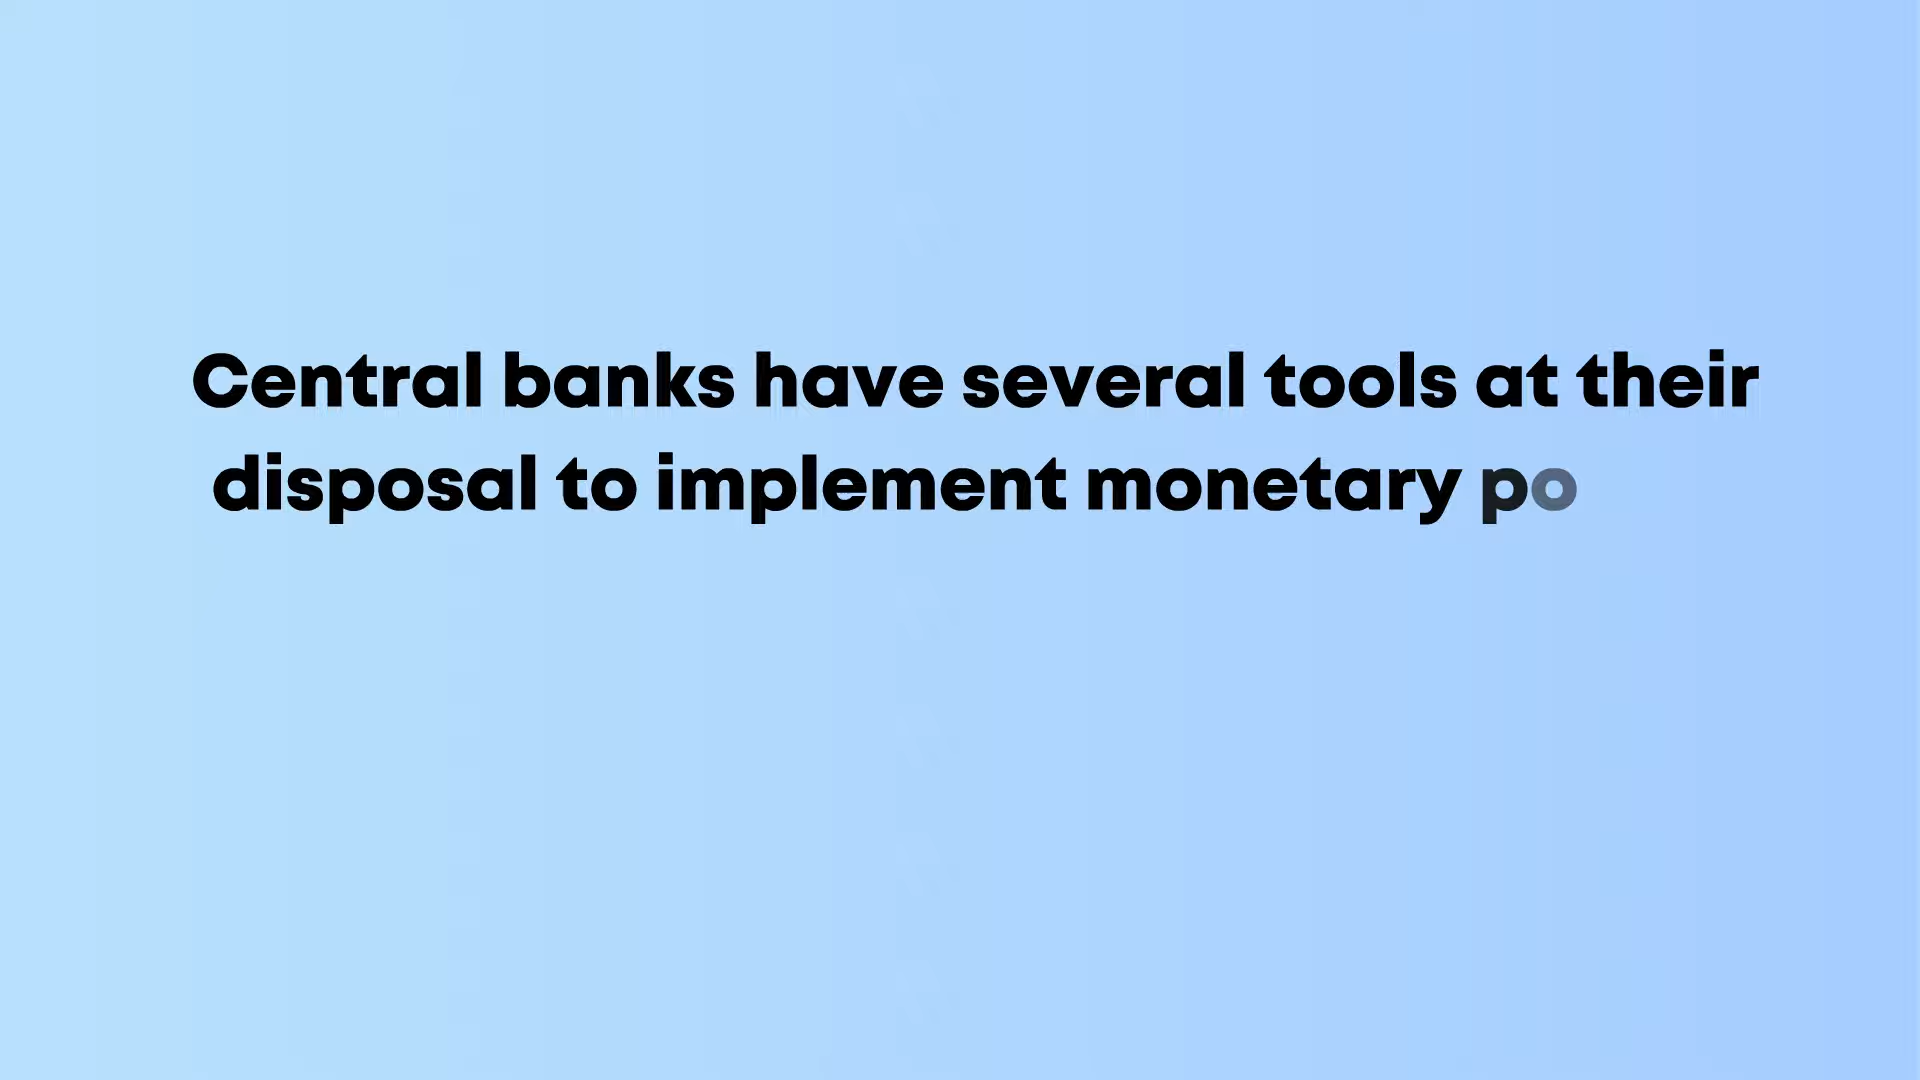 Central banks have several tools at their
disposal to implement monetary po